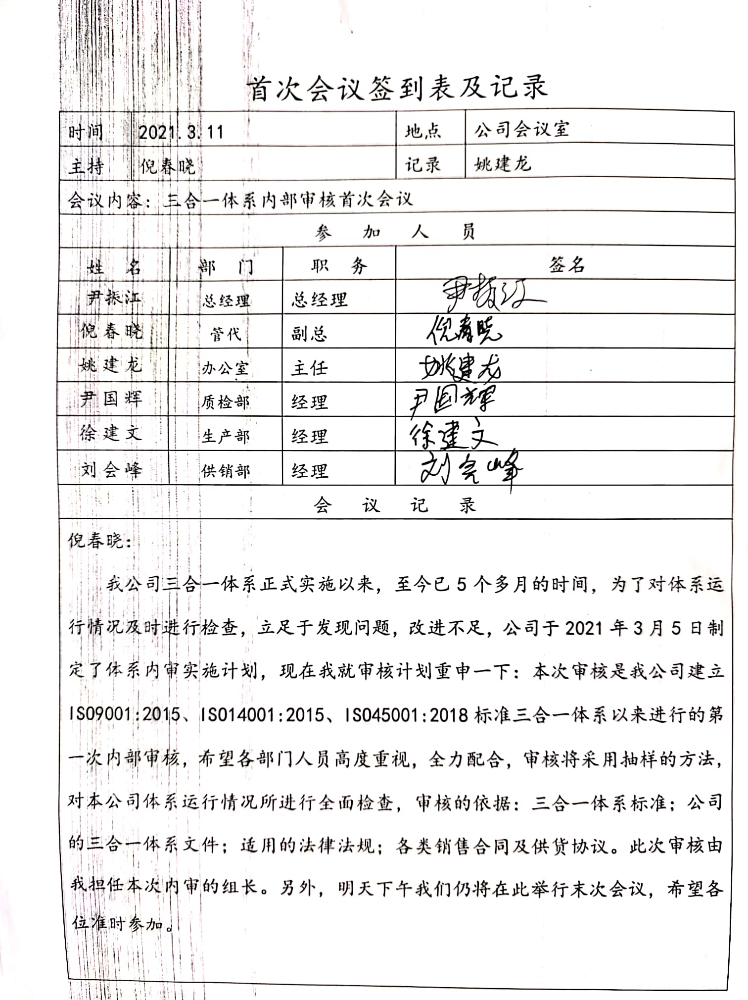 首次会议签到表及记录
时间 2021.3.11 地点 公司会议室
主持 倪春晓 记录 姚建龙
会议内容：三合一体系内部审核首次会议
参 加 人 员
姓 名 部 门 职 务 签名
尹振江 总经理 总经理 尹振江
倪春晓 管代 副总 倪春晓
姚建龙 办公室 主任 姚建龙
尹国辉 质检部 经理 尹国辉
徐建文 生产部 经理 徐建文
刘会峰 供销部 经理 刘会峰
会 议 记 录
倪春晓：
我公司三合一体系正式实施以来，至今已 5 个多月的时间，为了对体系运
行情况及时进行检查，立足于发现问题，改进不足，公司于 2021 年 3 月 5 日制
定了体系内审实施计划，现在我就审核计划重申一下：本次审核是我公司建立
ISO9001:2015、ISO14001:2015、ISO45001:2018 标准三合一体系以来进行的第
一次内部审核，希望各部门人员高度重视，全力配合，审核将采用抽样的方法，
对本公司体系运行情况所进行全面检查，审核的依据：三合一体系标准；公司
的三合一体系文件；适用的法律法规；各类销售合同及供货协议。此次审核由
我担任本次内审的组长。另外，明天下午我们仍将在此举行末次会议，希望各
位准时参加。